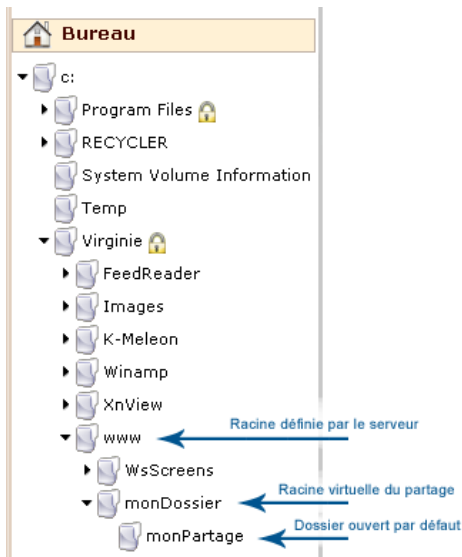 Bureau
c:
Program Files
RECYCLER
System Volume Information
Temp
Virginie
FeedReader
Images
K-Meleon
Winamp
XnView
www Racine définie par le serveur
WsScreens
monDossier Racine virtuelle du partage
monPartage Dossier ouvert par défaut